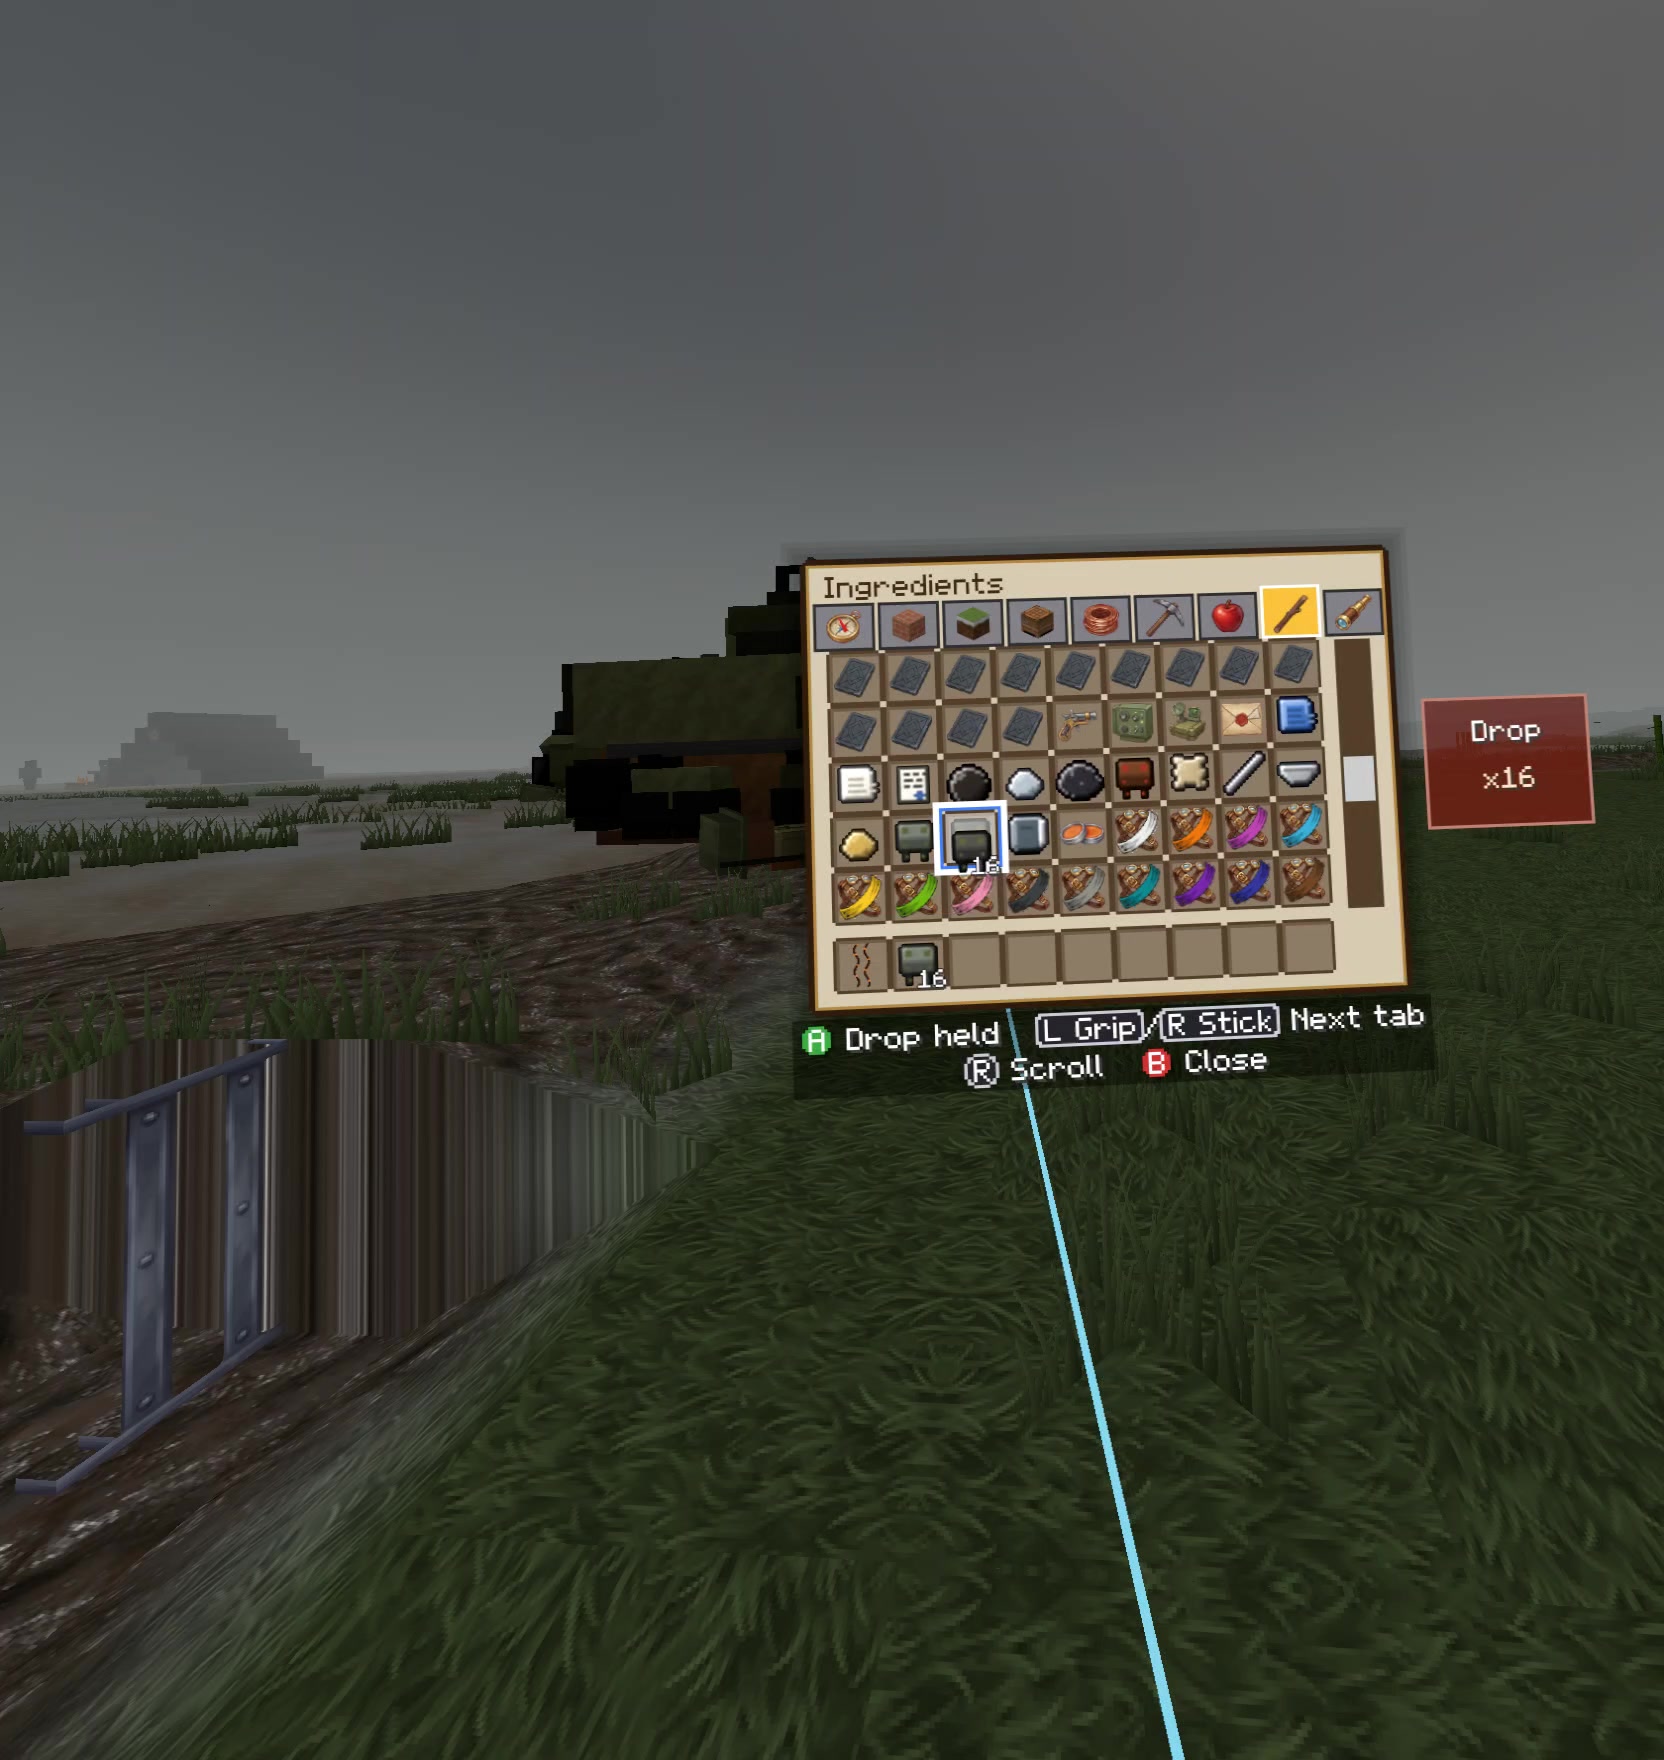 Ingredients
Drop
x16
16
16
A Drop held L Grip/R Stick Next tab
R Scroll B Close